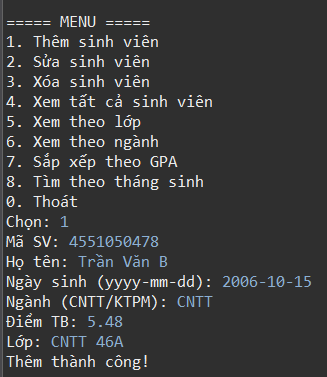 ===== MENU =====
1. Thêm sinh viên
2. Sửa sinh viên
3. Xóa sinh viên
4. Xem tất cả sinh viên
5. Xem theo lớp
6. Xem theo ngành
7. Sắp xếp theo GPA
8. Tìm theo tháng sinh
0. Thoát
Chọn: 1
Mã SV: 4551050478
Họ tên: Trần Văn B
Ngày sinh (yyyy-mm-dd): 2006-10-15
Ngành (CNTT/KTPM): CNTT
Điểm TB: 5.48
Lớp: CNTT 46A
Thêm thành công!